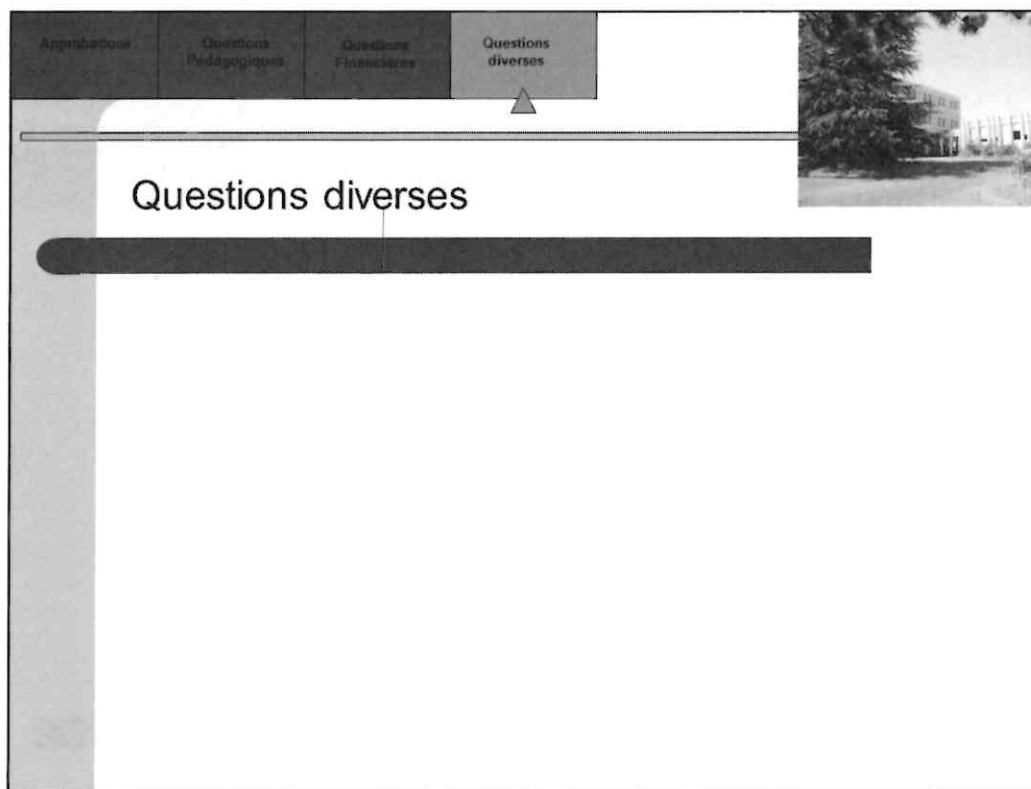 Approbations
Questions
Pédagogiques
Questions
Financières
Questions
diverses
Questions diverses